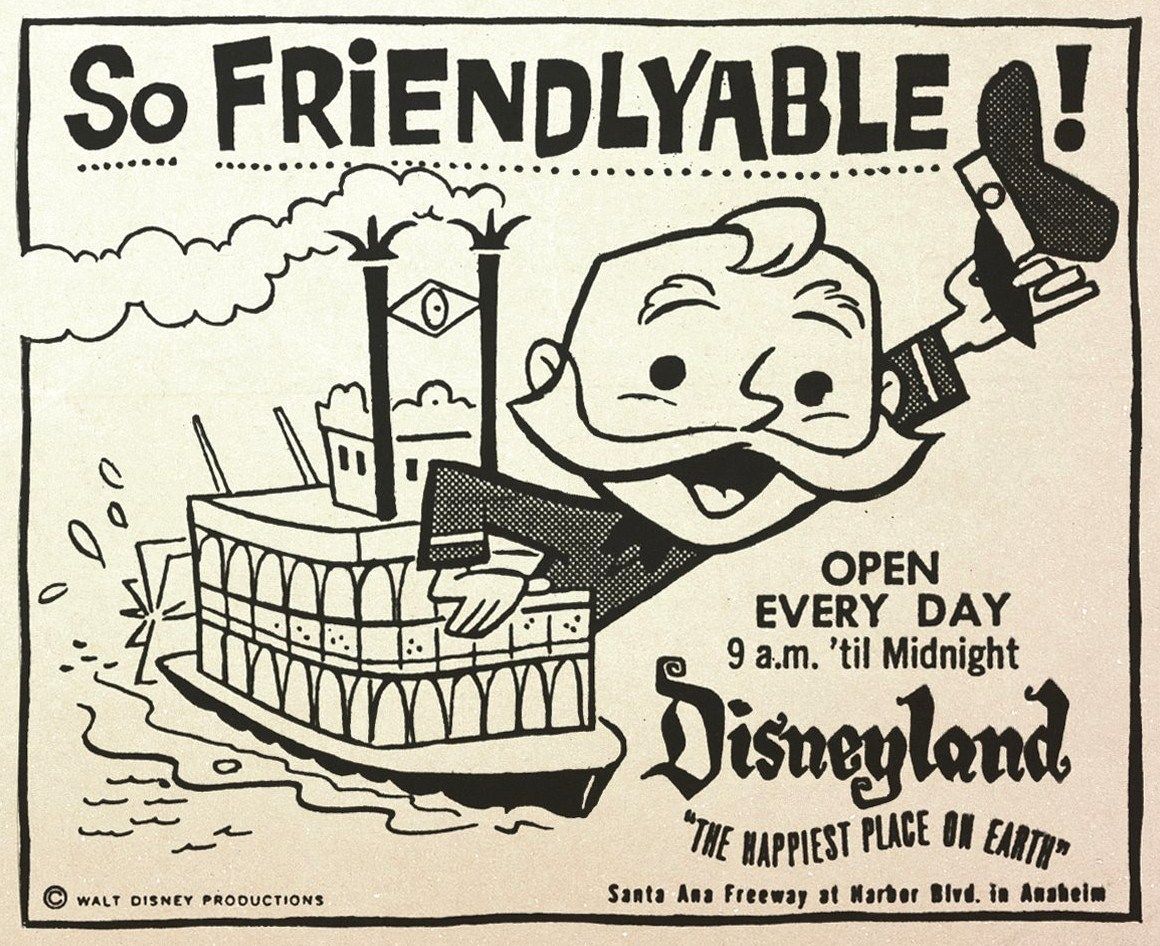 So FRiENDLYABLE!
OPEN
EVERY DAY
9 a.m. 'til Midnight
Disneyland
"THE HAPPIEST PLACE ON EARTH"
Santa Ana Freeway at Harbor Blvd. in Anaheim
© WALT DISNEY PRODUCTIONS